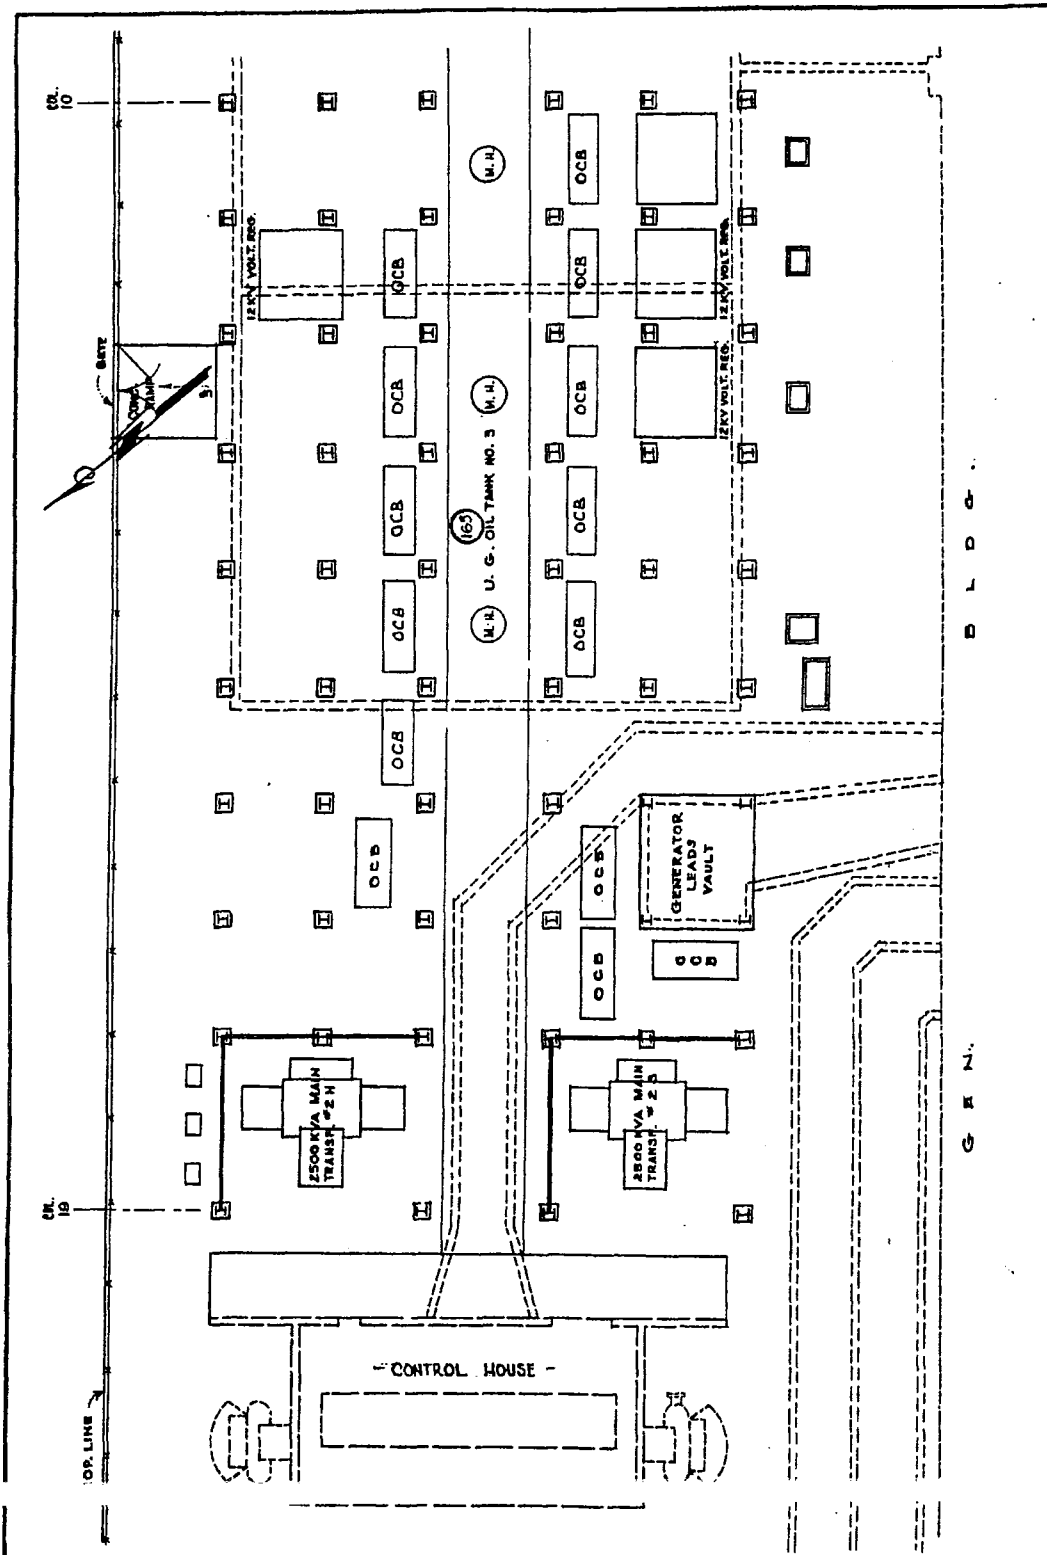 COL.
10
M.H.
OCB
12 KV VOLT. REG.
OCB
OCB
12 KV VOLT. REG.
GATE
CONC.
RAMP
OCB
M.H.
OCB
12 KV VOLT. REG.
U. G. OIL TANK NO. 3
165
OCB
OCB
OCB
M.H.
OCB
BLDG.
OCB
OCB
OCB
GENERATOR
LEADS
VAULT
OCB
OCB
2500 KVA MAIN
TRANSF. #2 N
2500 KVA MAIN
TRANSF. #2 S
GEN.
COL.
19
- CONTROL HOUSE -
OP. LINE